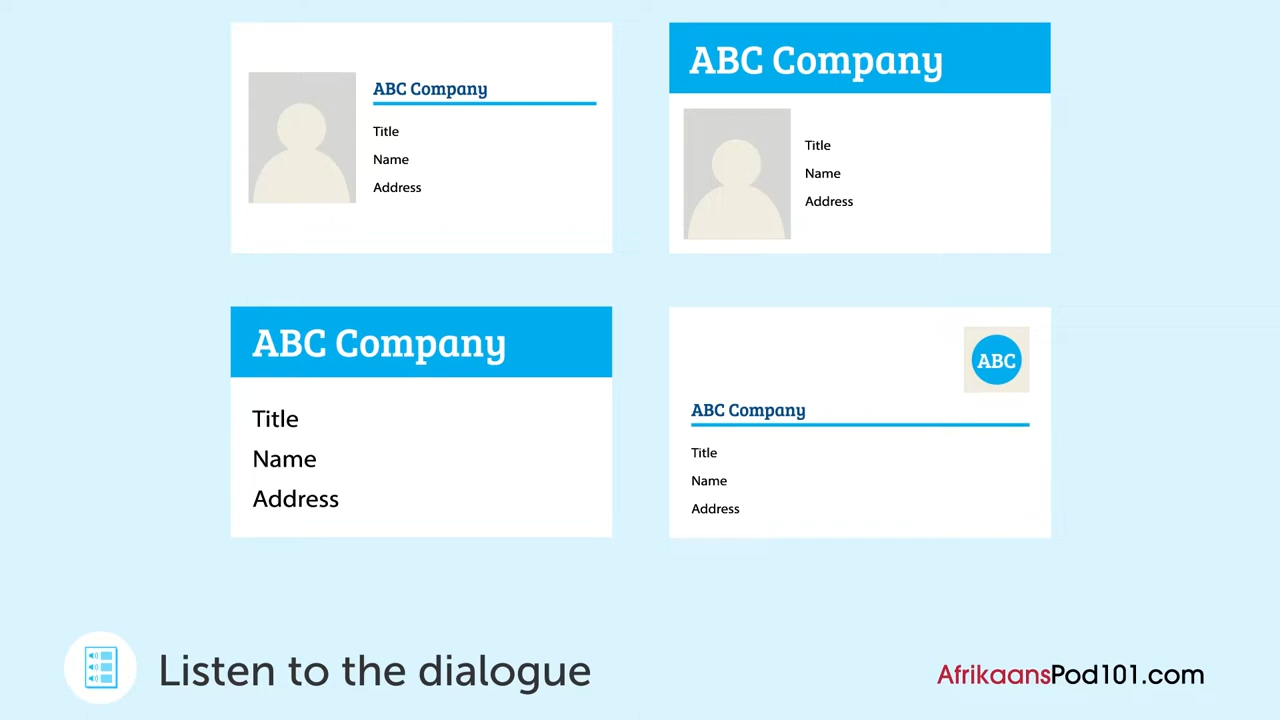 ABC Company
Title
Name
Address
ABC Company
Title
Name
Address
ABC Company
Title
Name
Address
ABC
ABC Company
Title
Name
Address
Listen to the dialogue
AfrikaansPod101.com